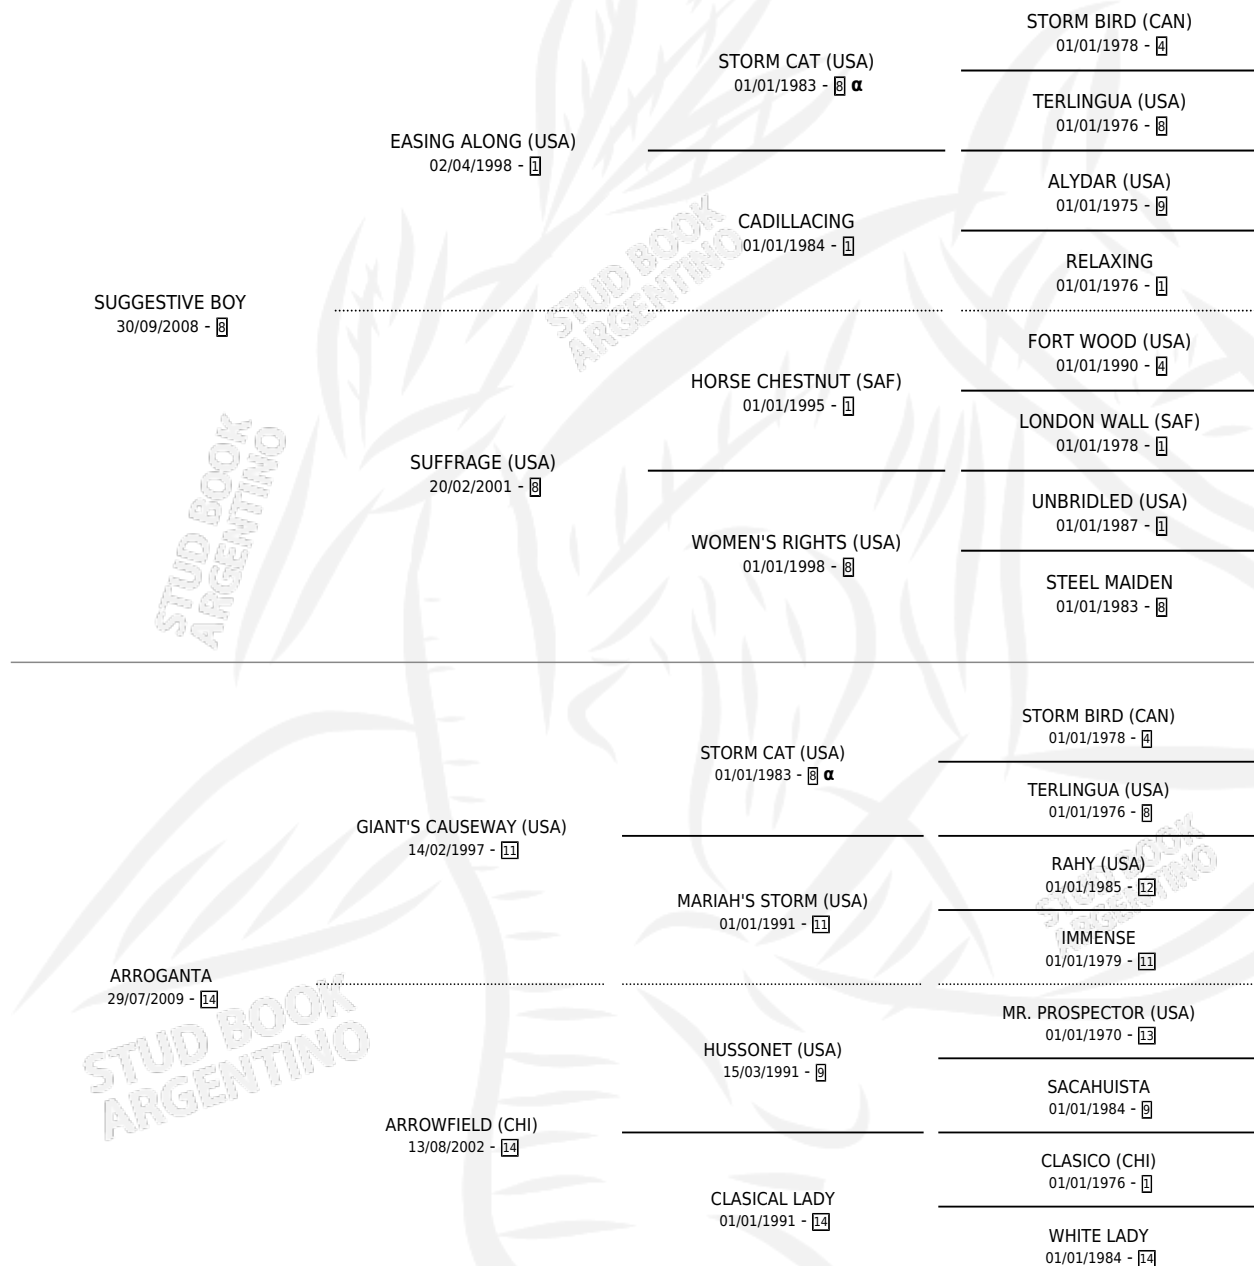 STORM BIRD (CAN)
01/01/1978 - 4
STORM CAT (USA)
01/01/1983 - 8 α
TERLINGUA (USA)
01/01/1976 - 8
EASING ALONG (USA)
02/04/1998 - 1
ALYDAR (USA)
01/01/1975 - 9
CADILLACING
01/01/1984 - 1
RELAXING
01/01/1976 - 1
SUGGESTIVE BOY
30/09/2008 - 8
FORT WOOD (USA)
01/01/1990 - 4
HORSE CHESTNUT (SAF)
01/01/1995 - 1
LONDON WALL (SAF)
01/01/1978 - 1
SUFFRAGE (USA)
20/02/2001 - 8
UNBRIDLED (USA)
01/01/1987 - 1
WOMEN'S RIGHTS (USA)
01/01/1998 - 8
STEEL MAIDEN
01/01/1983 - 8
STUD BOOK
ARGENTINO
STUD BOOK
ARGENTINO
STORM BIRD (CAN)
01/01/1978 - 4
STORM CAT (USA)
01/01/1983 - 8 α
TERLINGUA (USA)
01/01/1976 - 8
GIANT'S CAUSEWAY (USA)
14/02/1997 - 11
RAHY (USA)
01/01/1985 - 12
MARIAH'S STORM (USA)
01/01/1991 - 11
IMMENSE
01/01/1979 - 11
ARROGANTA
29/07/2009 - 14
MR. PROSPECTOR (USA)
01/01/1970 - 13
HUSSONET (USA)
15/03/1991 - 9
SACAHUISTA
01/01/1984 - 9
ARROWFIELD (CHI)
13/08/2002 - 14
CLASICO (CHI)
01/01/1976 - 1
CLASICAL LADY
01/01/1991 - 14
WHITE LADY
01/01/1984 - 14
STUD BOOK
ARGENTINO
STUD BOOK
ARGENTINO